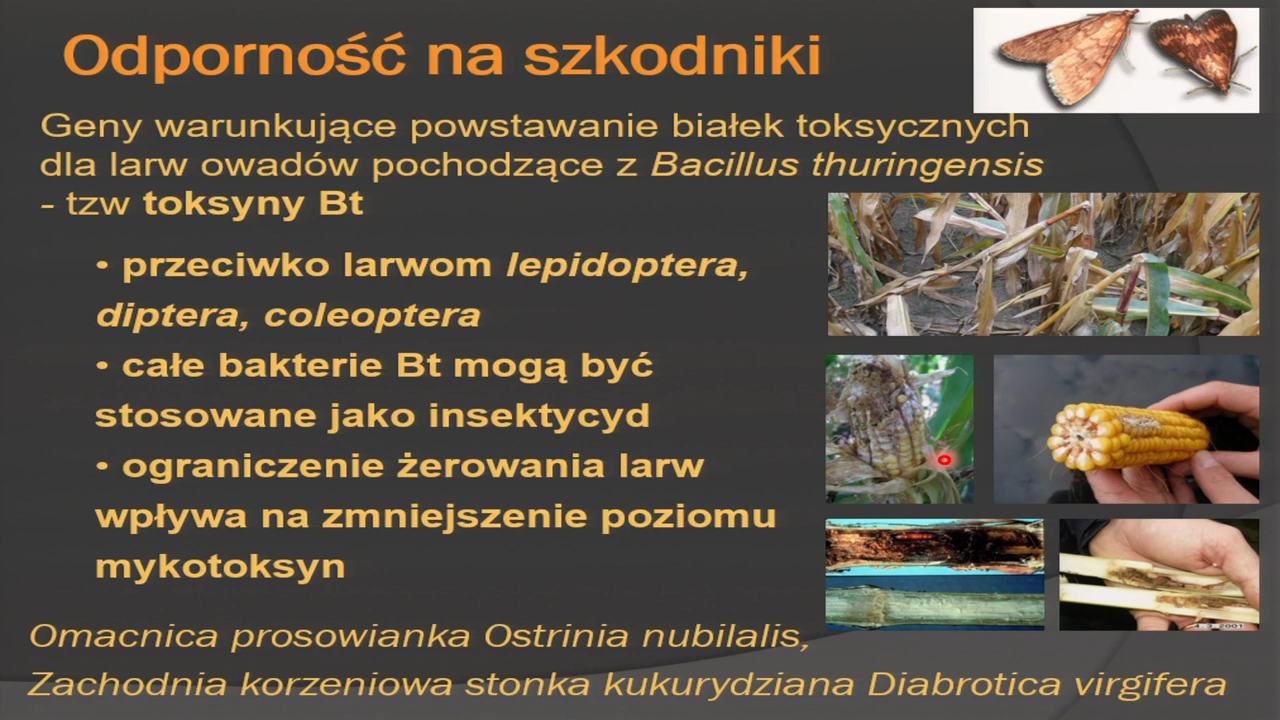 Odporność na szkodniki
Geny warunkujące powstawanie białek toksycznych
dla larw owadów pochodzące z Bacillus thuringensis
- tzw toksyny Bt
• przeciwko larwom lepidoptera,
diptera, coleoptera
• całe bakterie Bt mogą być
stosowane jako insektycyd
• ograniczenie żerowania larw
wpływa na zmniejszenie poziomu
mykotoksyn
Omacnica prosowianka Ostrinia nubilalis,
Zachodnia korzeniowa stonka kukurydziana Diabrotica virgifera